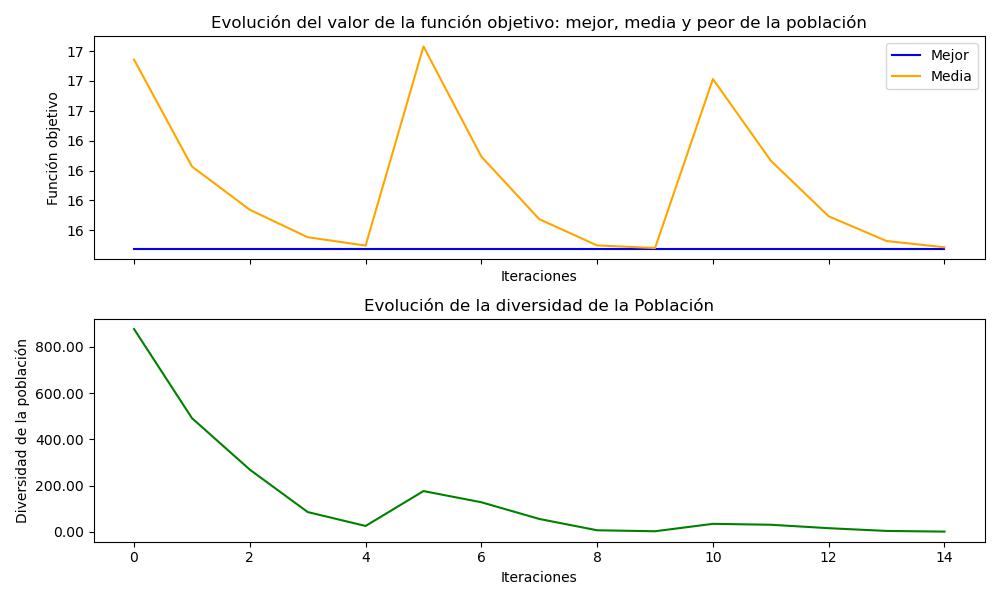 Evolución del valor de la función objetivo: mejor, media y peor de la población
Función objetivo
17
17
17
16
16
16
16
Mejor
Media
Iteraciones
Evolución de la diversidad de la Población
Diversidad de la población
800.00
600.00
400.00
200.00
0.00
0 2 4 6 8 10 12 14
Iteraciones